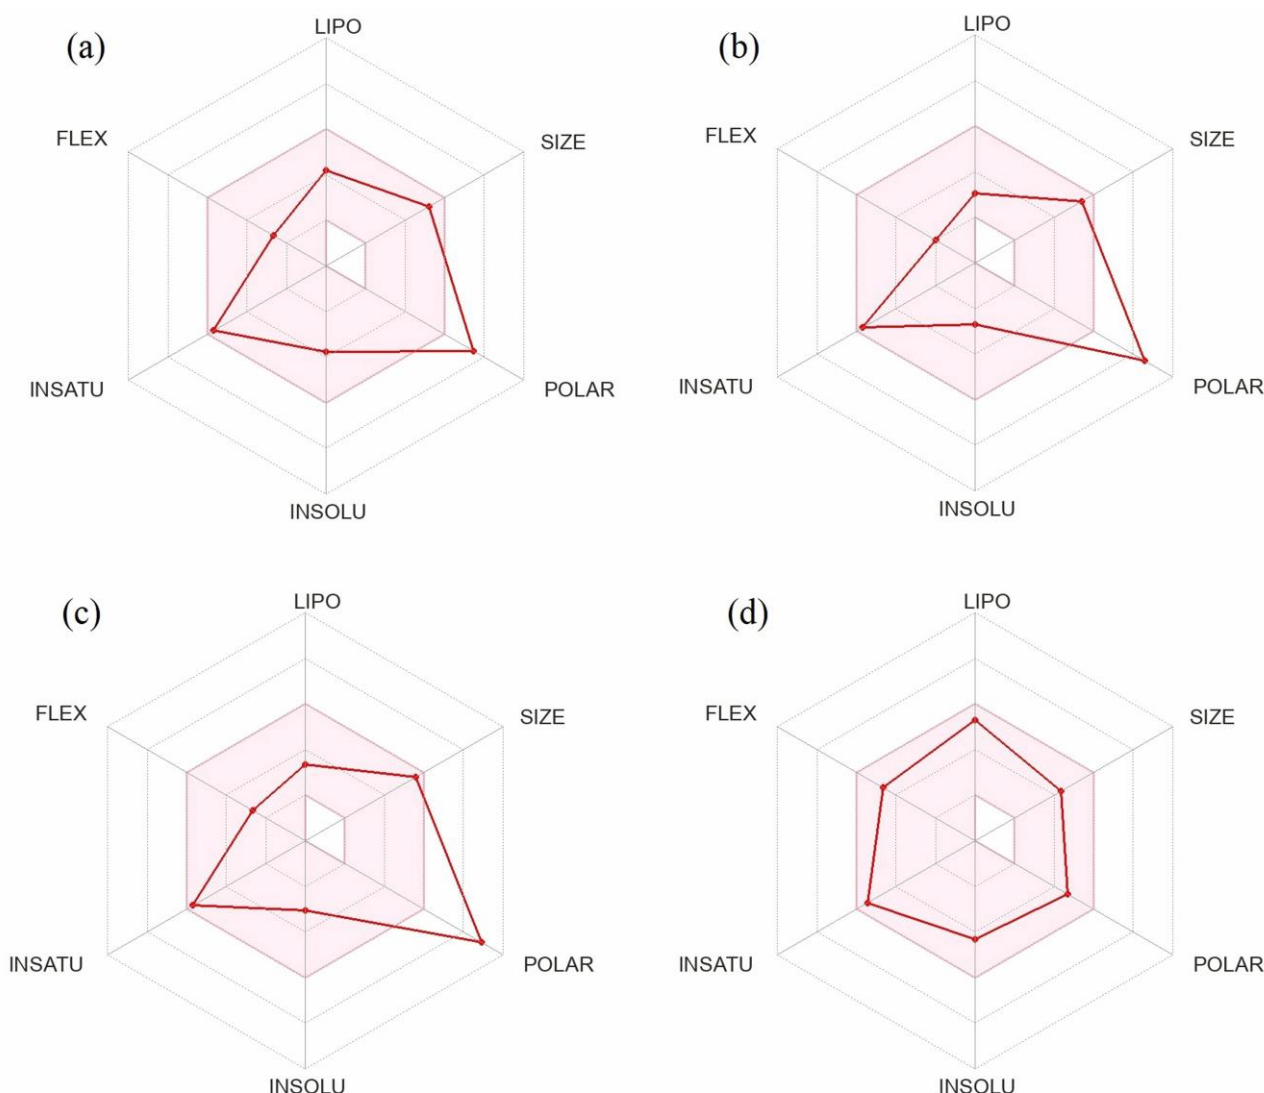 (a)
LIPO
FLEX
SIZE
INSATU
POLAR
INSOLU
(b)
LIPO
FLEX
SIZE
INSATU
POLAR
INSOLU
(c)
LIPO
FLEX
SIZE
INSATU
POLAR
INSOLU
(d)
LIPO
FLEX
SIZE
INSATU
POLAR
INSOLU